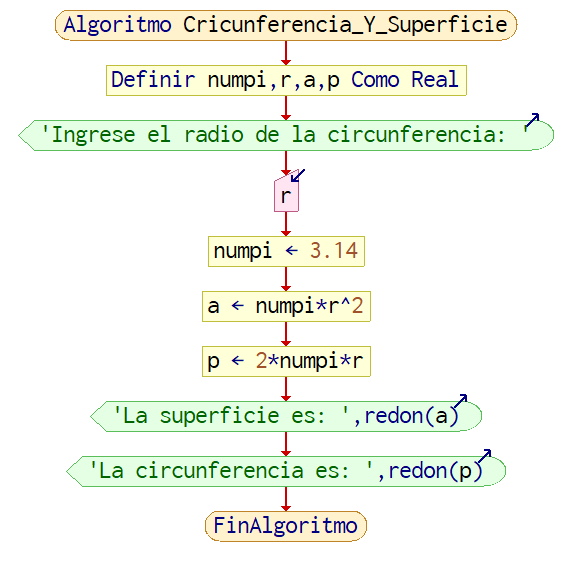 Algoritmo Cricunferencia_Y_Superficie
Definir numpi,r,a,p Como Real
'Ingrese el radio de la circunferencia: '
r
numpi ← 3.14
a ← numpi*r^2
p ← 2*numpi*r
'La superficie es: ',redon(a)
'La circunferencia es: ',redon(p)
FinAlgoritmo